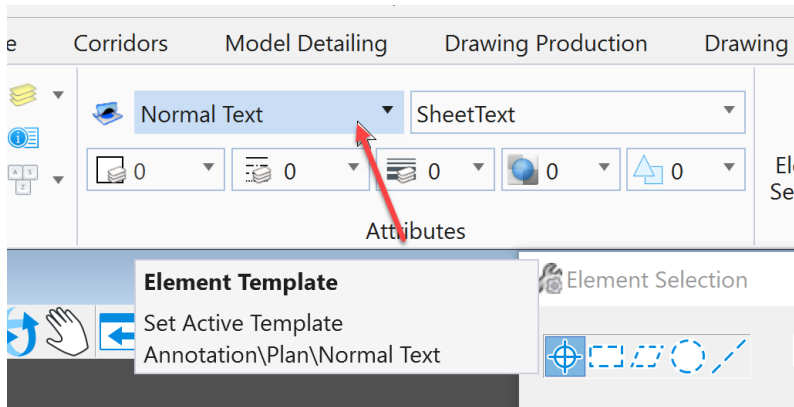 e Corridors Model Detailing Drawing Production Drawing
Normal Text SheetText
0 0 0 0 0
A S
Z
Attributes
Se
Element Template
Set Active Template
Annotation\Plan\Normal Text
Element Selection